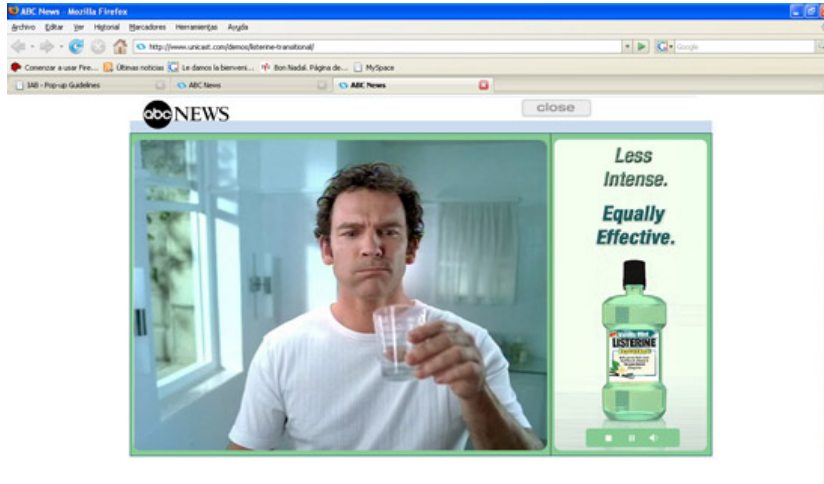 ABC News - Mozilla Firefox
Archivo Editar Ver Historial Marcadores Herramientas Ayuda
http://www.unicast.com/demos/listerine-transitional/
Google
Comenzar a usar Fire... Últimas noticias Le damos la bienveni... Bon Nadal. Página de... MySpace
IAB - Pop-up Guidelines ABC News ABC News
abc NEWS
close
Less
Intense.
Equally
Effective.
LISTERINE